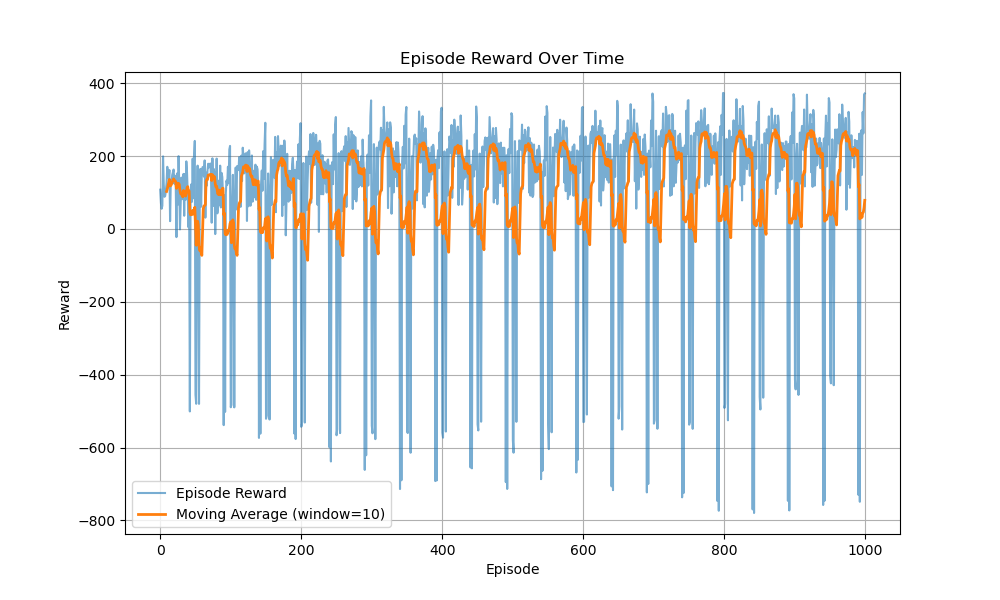 Episode Reward Over Time
400
200
0
−200
−400
−600
−800
Reward
Episode Reward
Moving Average (window=10)
0
200
400
600
800
1000
Episode